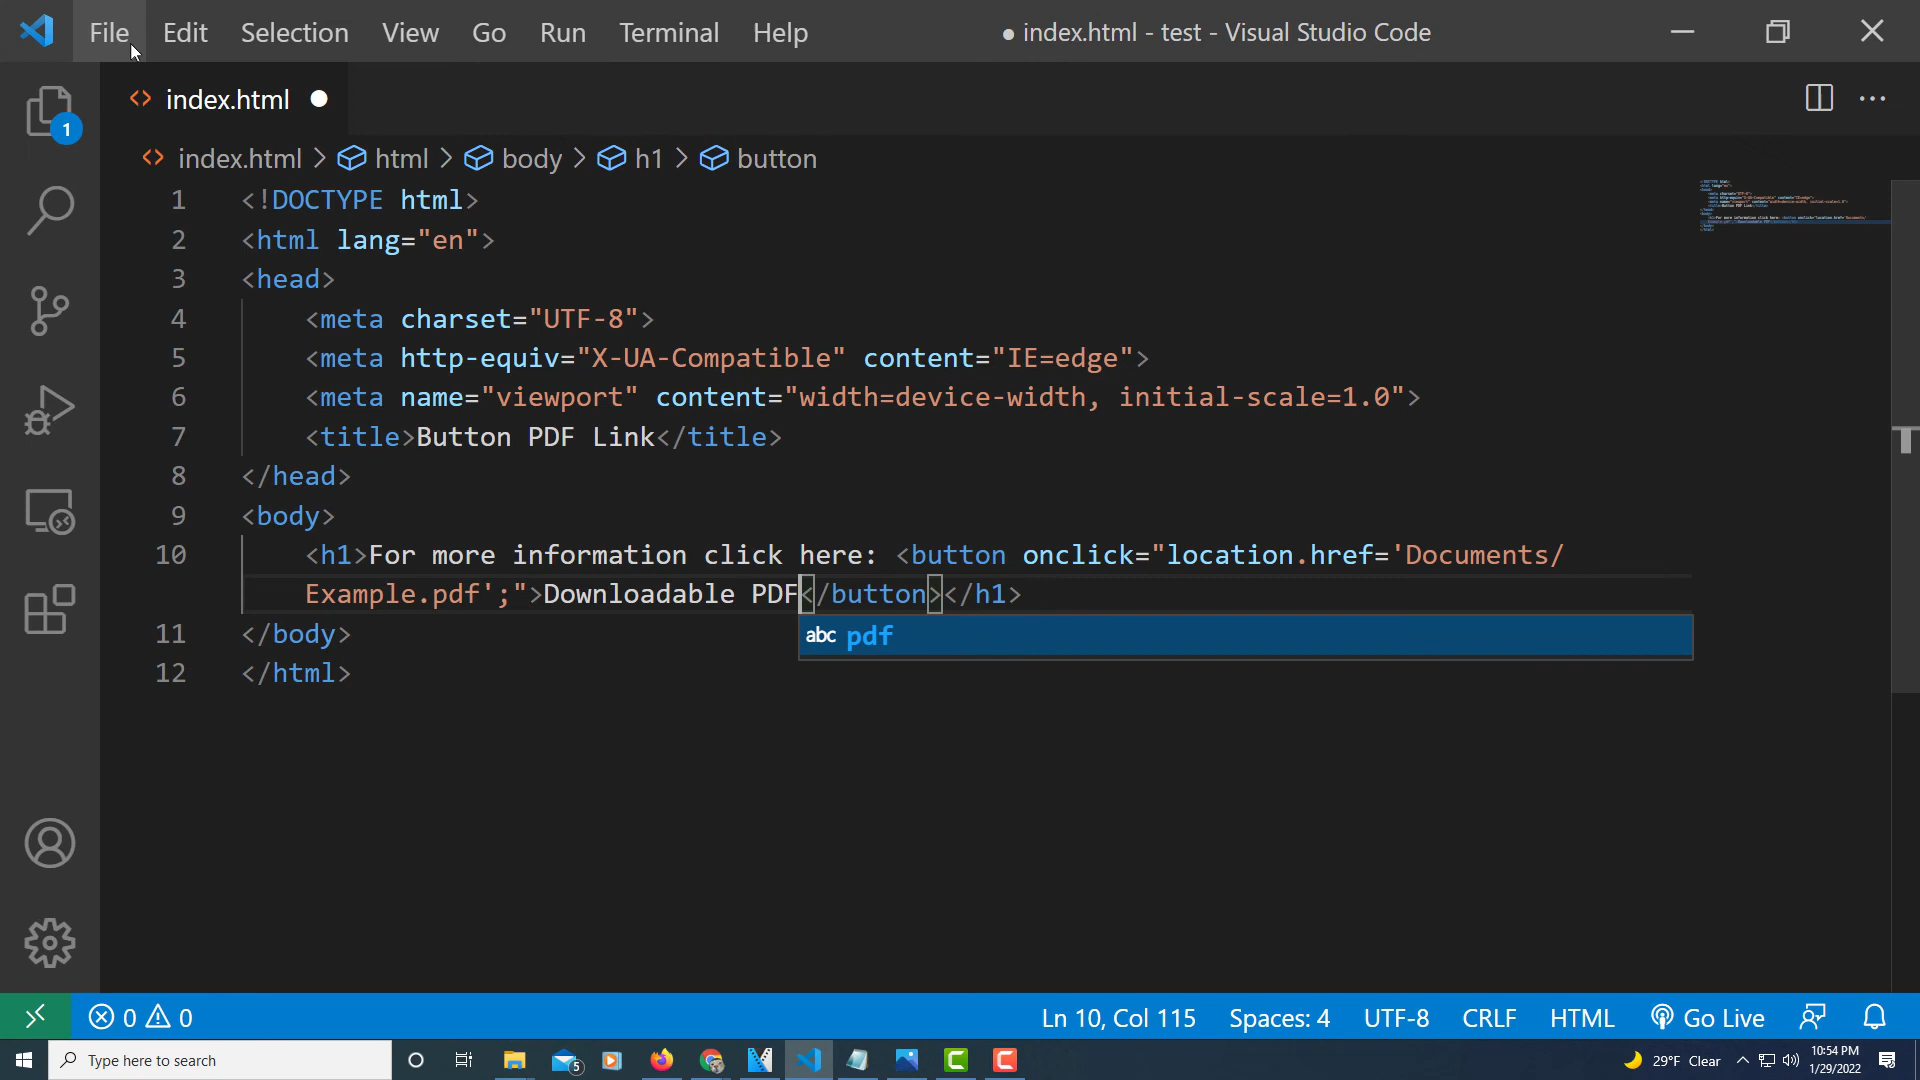 File Edit Selection View Go Run Terminal Help ● index.html - test - Visual Studio Code
1
<> index.html ●
<> index.html > html > body > h1 > button
1 <!DOCTYPE html>
2 <html lang="en">
3 <head>
4 <meta charset="UTF-8">
5 <meta http-equiv="X-UA-Compatible" content="IE=edge">
6 <meta name="viewport" content="width=device-width, initial-scale=1.0">
7 <title>Button PDF Link</title>
8 </head>
9 <body>
10 <h1>For more information click here: <button onclick="location.href='Documents/
Example.pdf';">Downloadable PDF</button></h1>
abc pdf
11 </body>
12 </html>
0 0 Ln 10, Col 115 Spaces: 4 UTF-8 CRLF HTML Go Live
Type here to search 5 29°F Clear 10:54 PM
1/29/2022